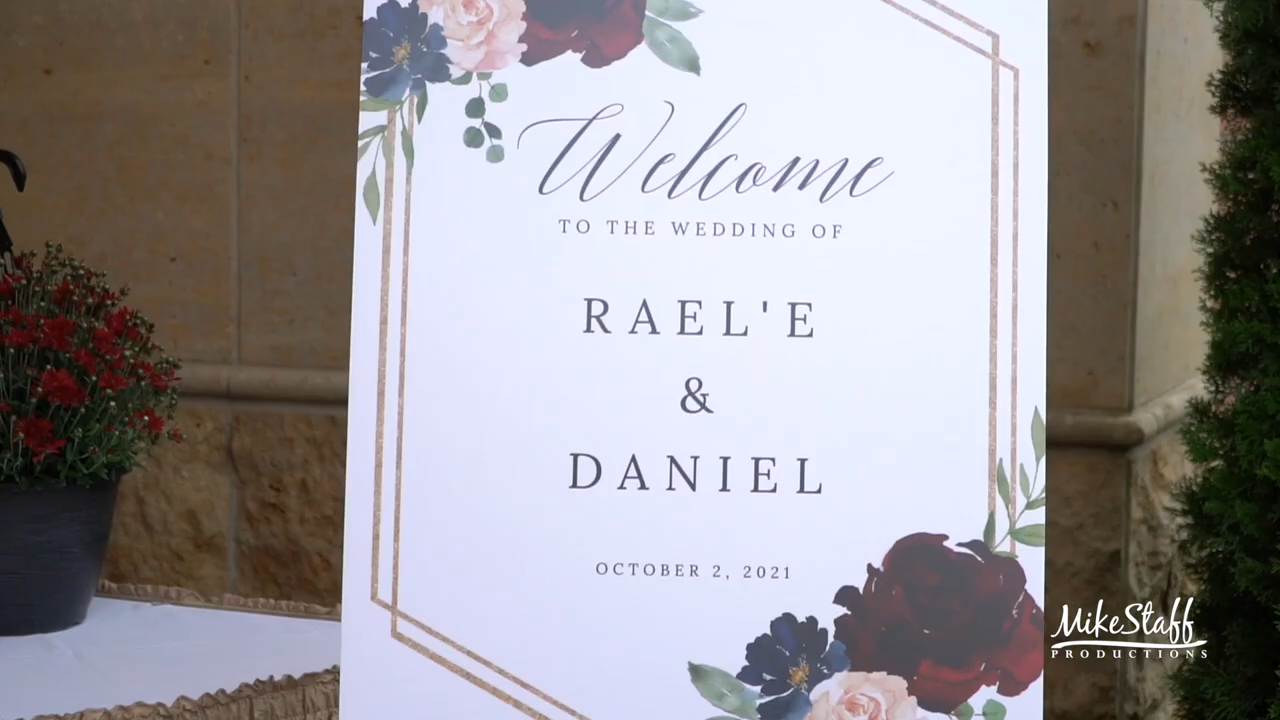 Welcome
TO THE WEDDING OF
RAEL'E
&
DANIEL
OCTOBER 2, 2021
MikeStaff
PRODUCTIONS